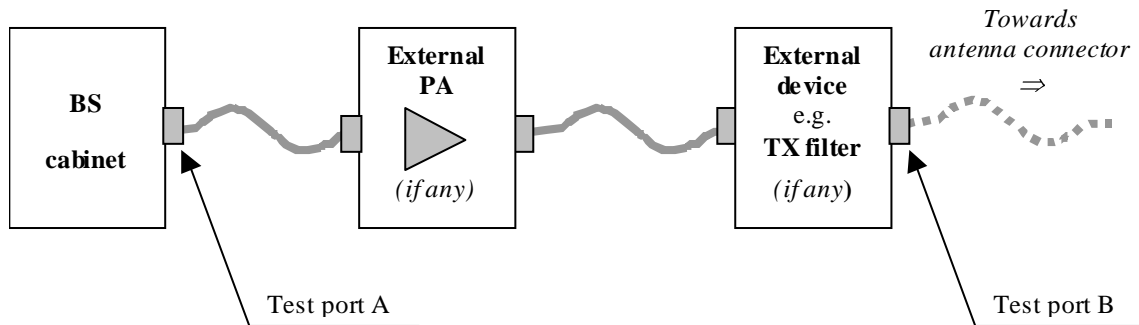 BS
cabinet
External
PA
(if any)
External
device
e.g.
TX filter
(if any)
Towards
antenna connector
⇒
Test port A
Test port B